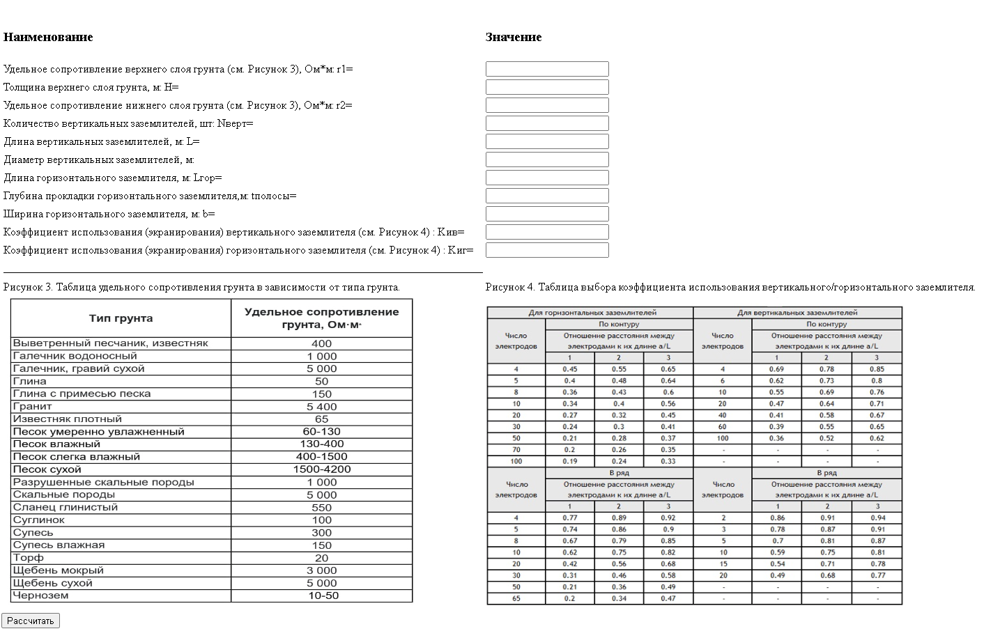 Наименование Значение
Удельное сопротивление верхнего слоя грунта (см. Рисунок 3), Ом*м: r1=
Толщина верхнего слоя грунта, м: H=
Удельное сопротивление нижнего слоя грунта (см. Рисунок 3), Ом*м: r2=
Количество вертикальных заземлителей, шт: Nверт=
Длина вертикальных заземлителей, м: L=
Диаметр вертикальных заземлителей, м:
Длина горизонтального заземлителя, м: Lгор=
Глубина прокладки горизонтального заземлителя,м: tполосы=
Ширина горизонтального заземлителя, м: b=
Коэффициент использования (экранирования) вертикального заземлителя (см. Рисунок 4) : Kив=
Коэффициент использования (экранирования) горизонтального заземлителя (см. Рисунок 4) : Kиг=
Рисунок 3. Таблица удельного сопротивления грунта в зависимости от типа грунта.
Тип грунта Удельное сопротивление
грунта, Ом·м*
Выветренный песчаник, известняк 400
Галечник водоносный 1 000
Галечник, гравий сухой 5 000
Глина 50
Глина с примесью песка 150
Гранит 5 400
Известняк плотный 65
Песок умеренно увлажненный 60-130
Песок влажный 130-400
Песок слегка влажный 400-1500
Песок сухой 1500-4200
Разрушенные скальные породы 1 000
Скальные породы 5 000
Сланец глинистый 550
Суглинок 100
Супесь 300
Супесь влажная 150
Торф 20
Щебень мокрый 3 000
Щебень сухой 5 000
Чернозем 10-50
Рисунок 4. Таблица выбора коэффициента использования вертикального/горизонтального заземлителя.
Для горизонтальных заземлителей Для вертикальных заземлителей
По контуру По контуру
Число Отношение расстояния между Число Отношение расстояния между
электродов электродами к их длине a/L электродов электродами к их длине a/L
1 2 3 1 2 3
4 0.45 0.55 0.65 4 0.69 0.78 0.85
5 0.4 0.48 0.64 6 0.62 0.73 0.8
8 0.36 0.43 0.6 10 0.55 0.69 0.76
10 0.34 0.4 0.56 20 0.47 0.64 0.71
20 0.27 0.32 0.45 40 0.41 0.58 0.67
30 0.24 0.3 0.41 60 0.39 0.55 0.65
50 0.21 0.28 0.37 100 0.36 0.52 0.62
70 0.2 0.26 0.35 - - - -
100 0.19 0.24 0.33 - - - -
В ряд В ряд
Число Отношение расстояния между Число Отношение расстояния между
электродов электродами к их длине a/L электродов электродами к их длине a/L
1 2 3 1 2 3
4 0.77 0.89 0.92 2 0.86 0.91 0.94
5 0.74 0.86 0.9 3 0.78 0.87 0.91
8 0.67 0.79 0.85 5 0.7 0.81 0.87
10 0.62 0.75 0.82 10 0.59 0.75 0.81
20 0.42 0.56 0.68 15 0.54 0.71 0.78
30 0.31 0.46 0.58 20 0.49 0.68 0.77
50 0.21 0.36 0.49 - - - -
65 0.2 0.34 0.47 - - - -
Рассчитать